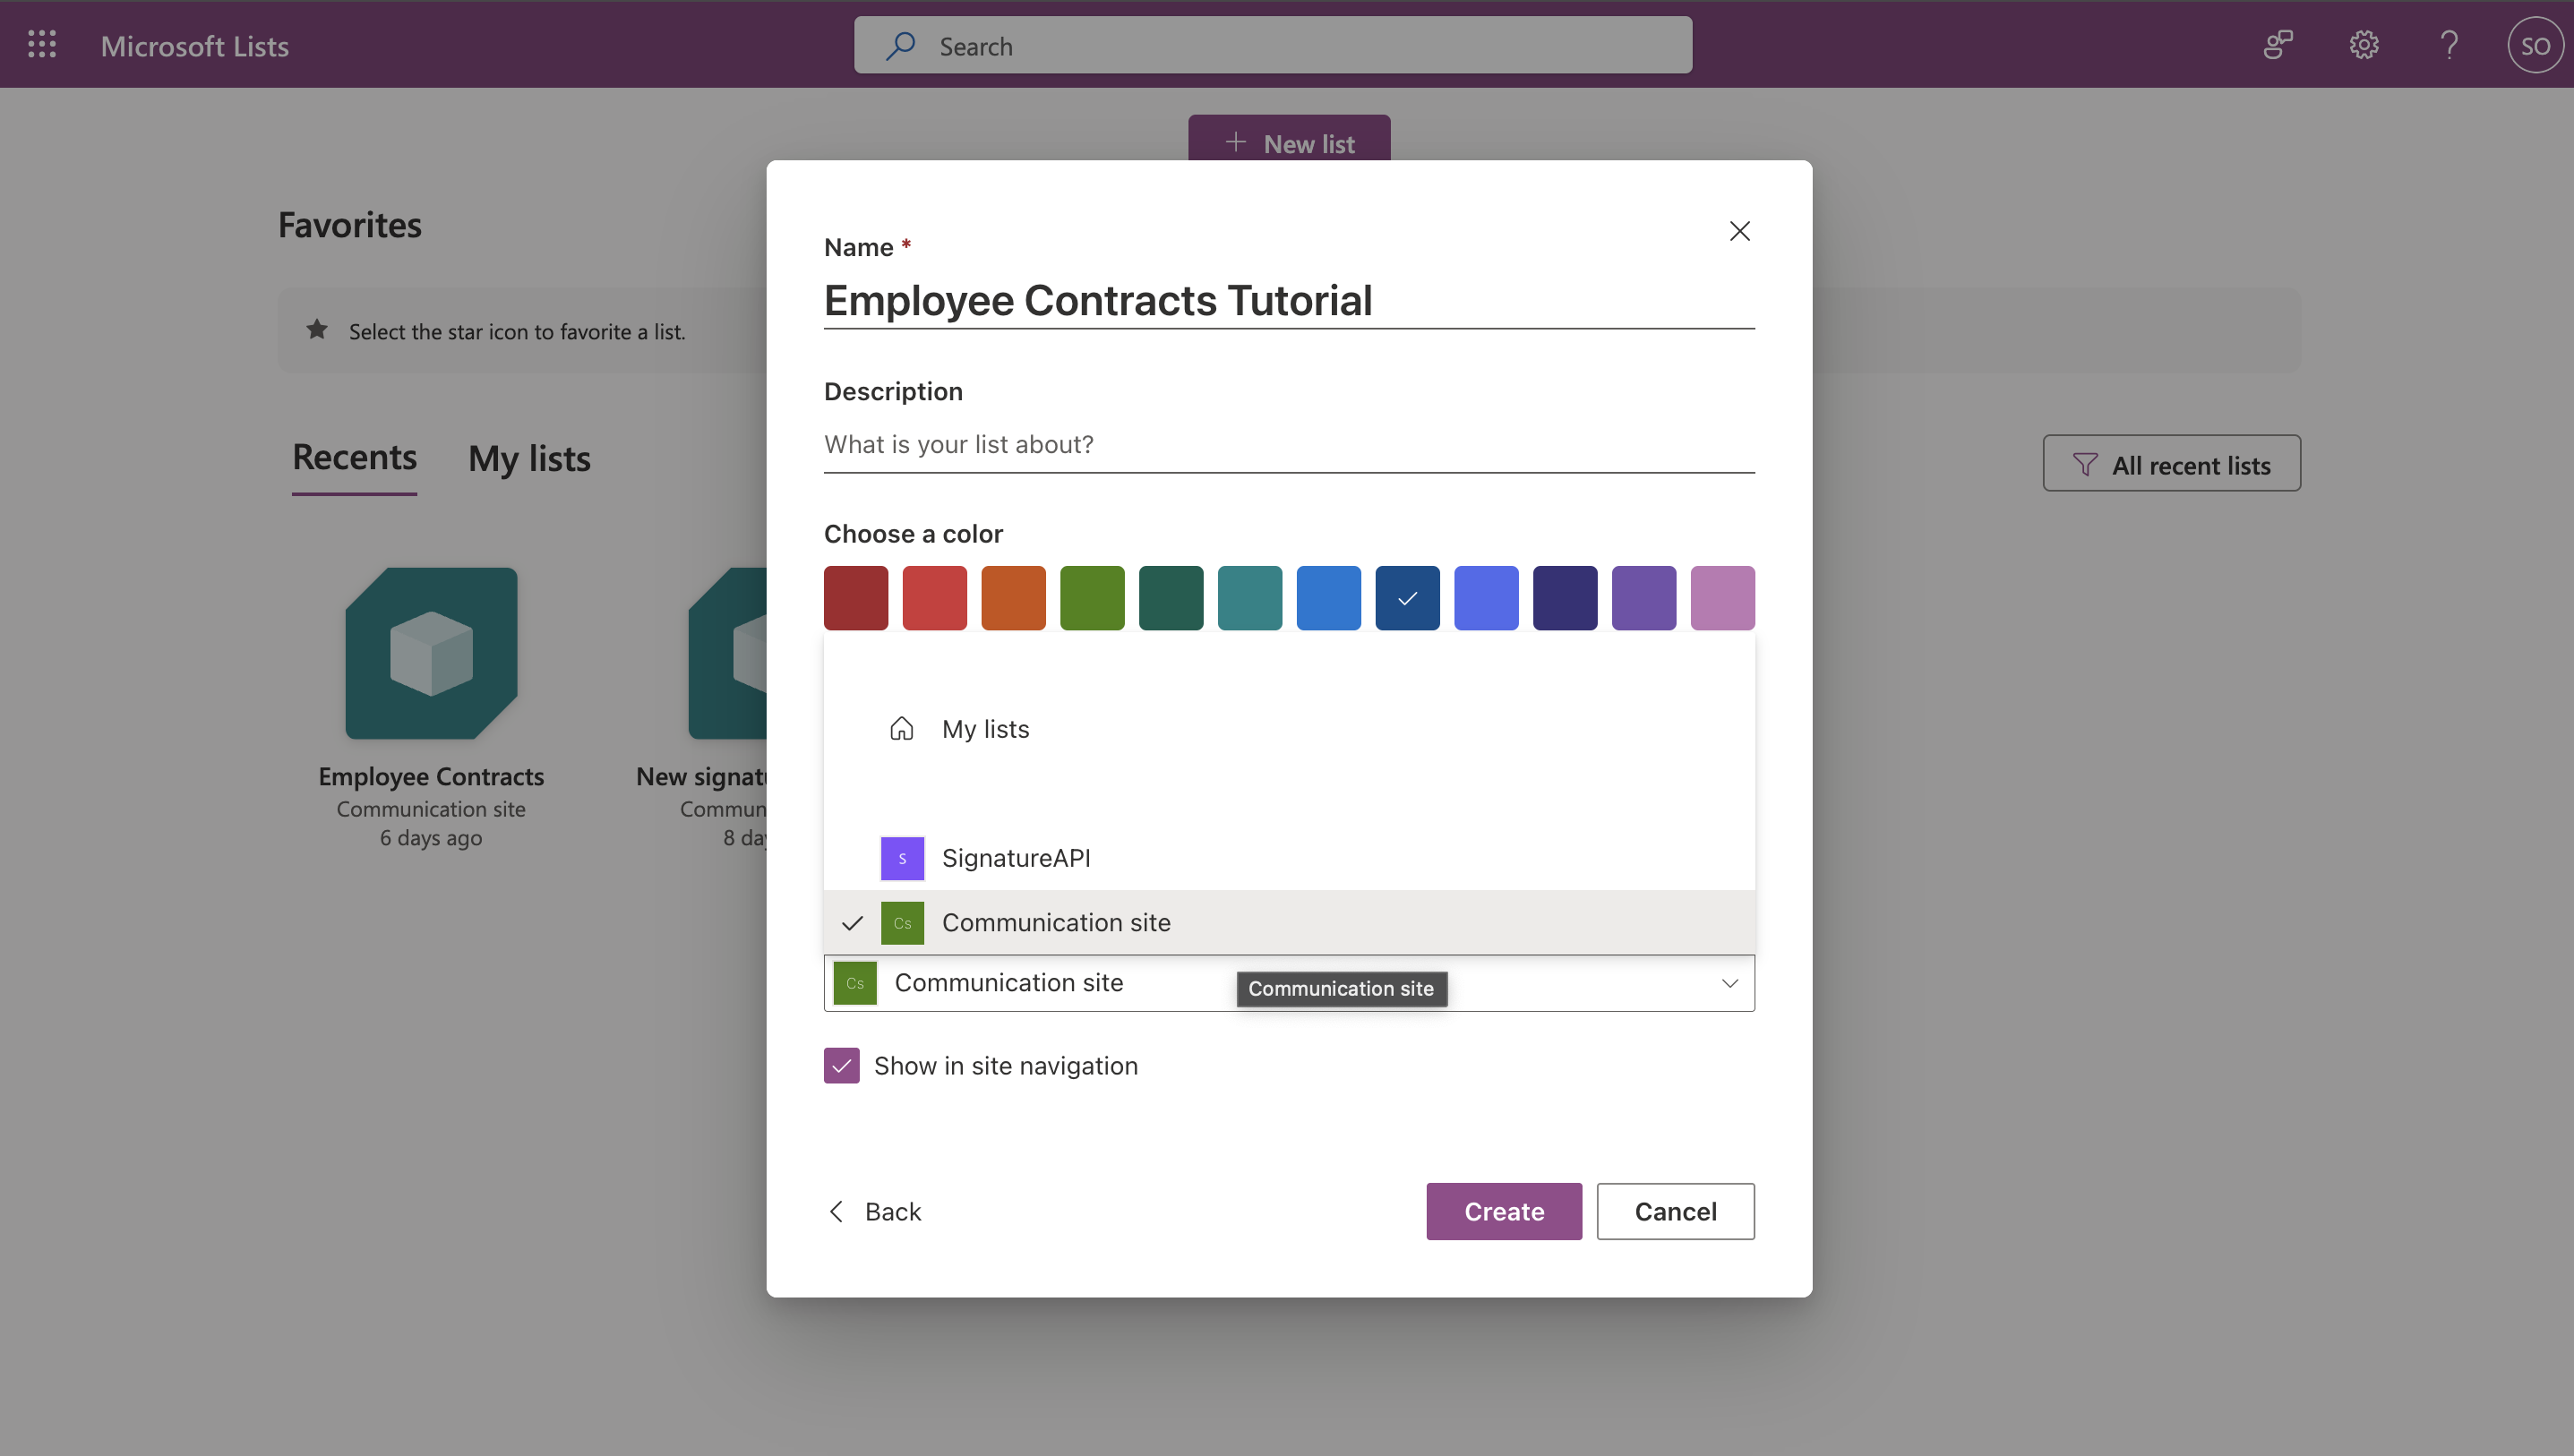 Microsoft Lists
Search
SO
New list
Favorites
Select the star icon to favorite a list.
Recents
My lists
All recent lists
Employee Contracts
Communication site
6 days ago
New signatu
Commun
8 day
Name *
Employee Contracts Tutorial
Description
What is your list about?
Choose a color
My lists
S
SignatureAPI
Cs
Communication site
Cs
Communication site
Communication site
Show in site navigation
Back
Create
Cancel